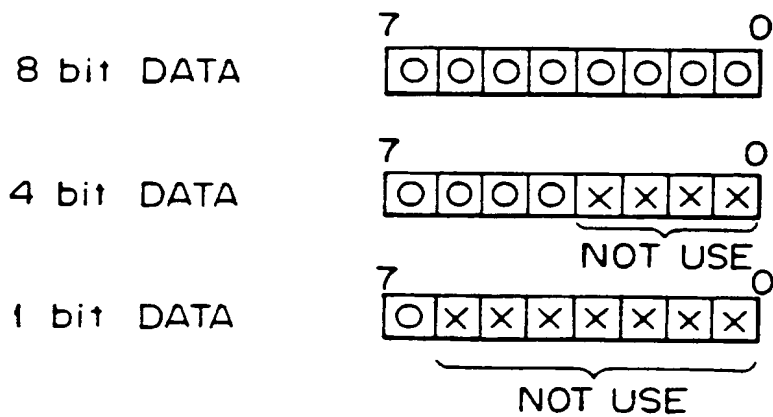 7 0
8 bit DATA O O O O O O O O
7 0
4 bit DATA O O O O X X X X
NOT USE
7 0
1 bit DATA O X X X X X X X
NOT USE